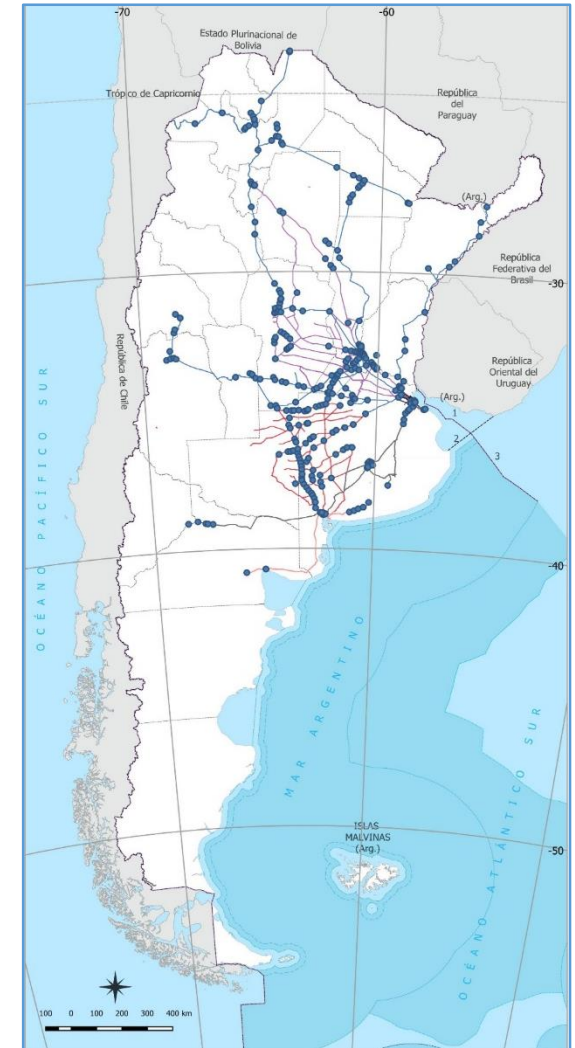 -70
-60
Estado Plurinacional de
Bolivia
Trópico de Capricornio
República
del
Paraguay
(Arg.)
República
Federativa del
Brasil
-30
República de Chile
República
Oriental del
Uruguay
(Arg.)
1
2
3
OCÉANO PACÍFICO SUR
-40
MAR ARGENTINO
OCÉANO ATLÁNTICO SUR
ISLAS
MALVINAS
(Arg.)
-50
100 0 100 200 300 400 km